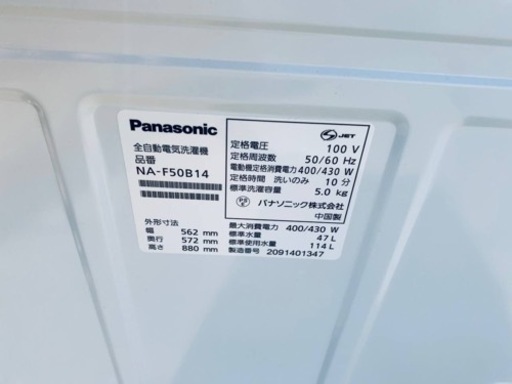 Panasonic
全自動電気洗濯機
品番
NA-F50B14
外形寸法
幅 562 mm
奥行 572 mm
高さ 880 mm
JET
定格電圧 100 V
定格周波数 50/60 Hz
電動機定格消費電力 400/430 W
定格時間 洗いのみ 10 分
標準洗濯容量 5.0 kg
パナソニック株式会社
中国製
最大消費電力 400/430 W
標準水量 47 L
標準使用水量 114 L
製造番号 2091401347